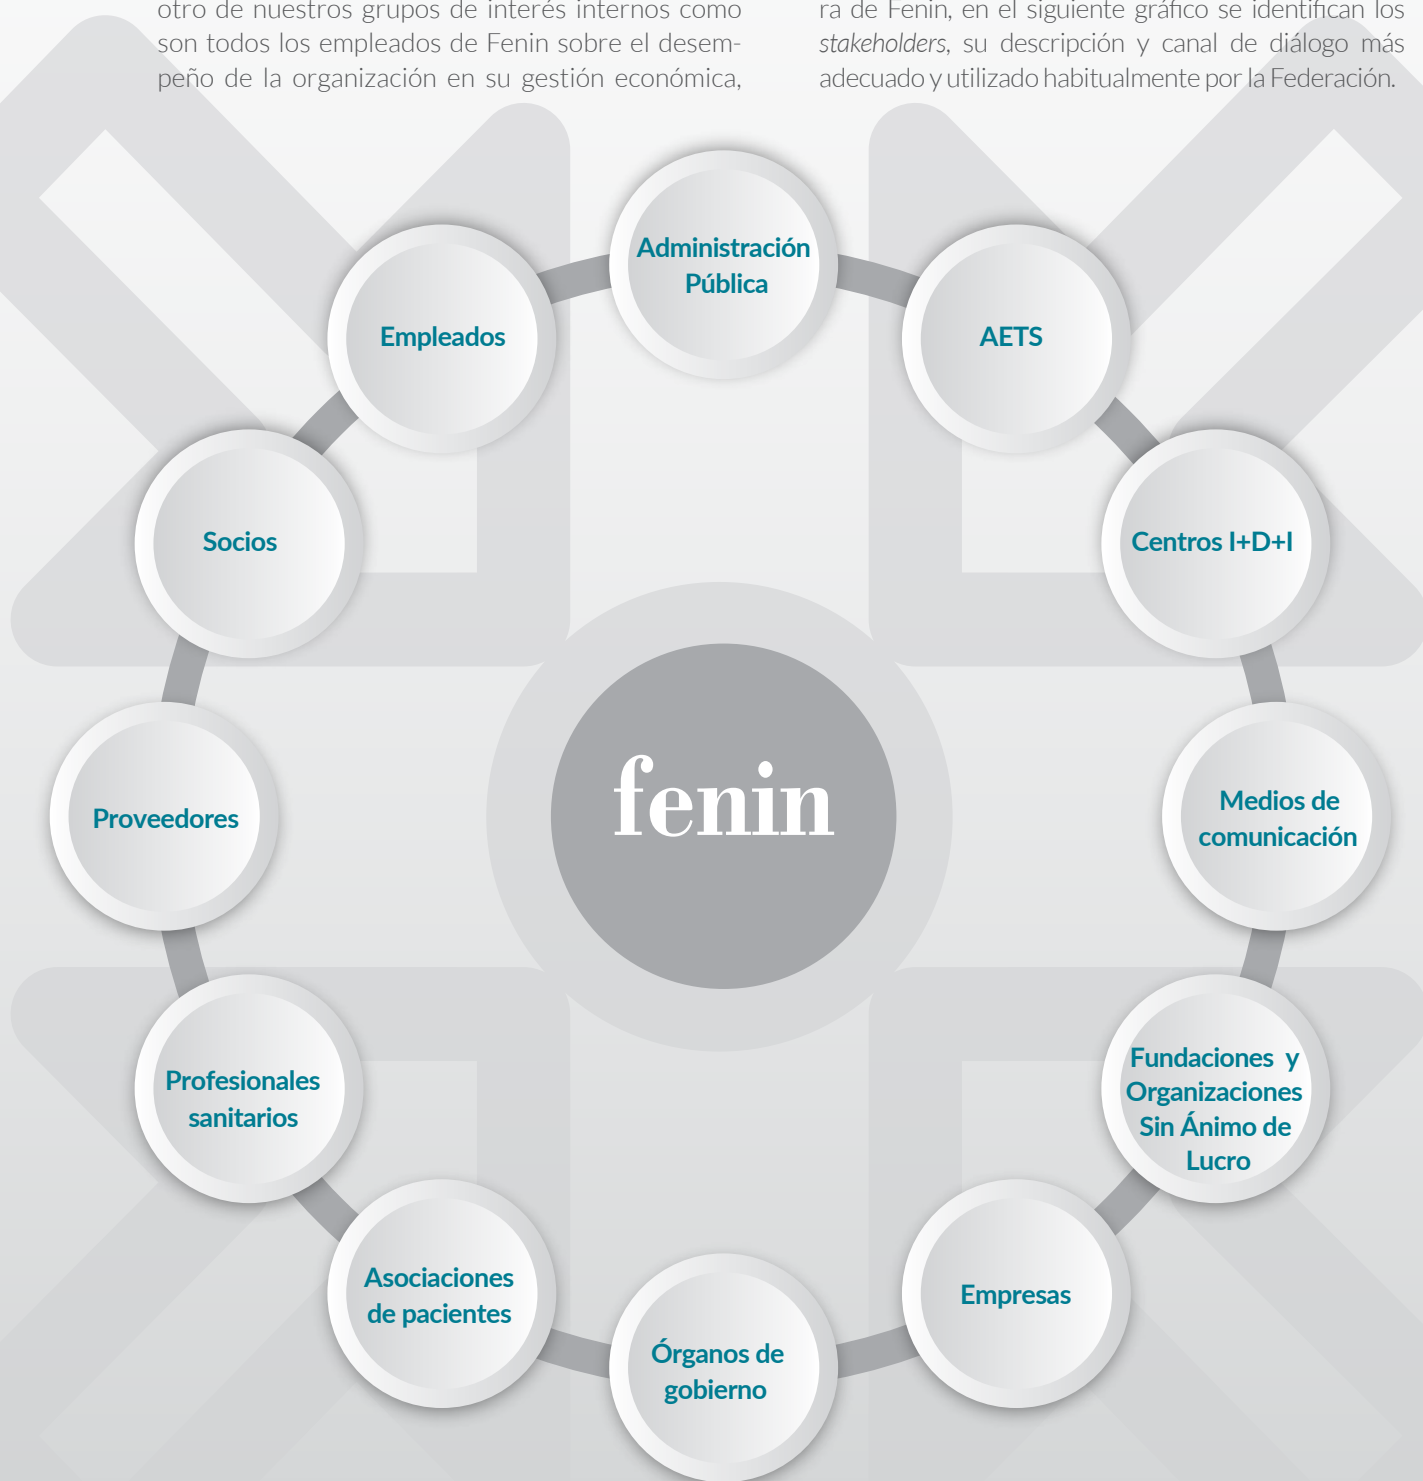 otro de nuestros grupos de interés internos como
son todos los empleados de Fenin sobre el desem-
peño de la organización en su gestión económica,
ra de Fenin, en el siguiente gráfico se identifican los
stakeholders, su descripción y canal de diálogo más
adecuado y utilizado habitualmente por la Federación.
Administración
Pública
AETS
Centros I+D+I
Medios de
comunicación
Fundaciones y
Organizaciones
Sin Ánimo de
Lucro
Empresas
Órganos de
gobierno
Asociaciones
de pacientes
Profesionales
sanitarios
Proveedores
Socios
Empleados
fenin